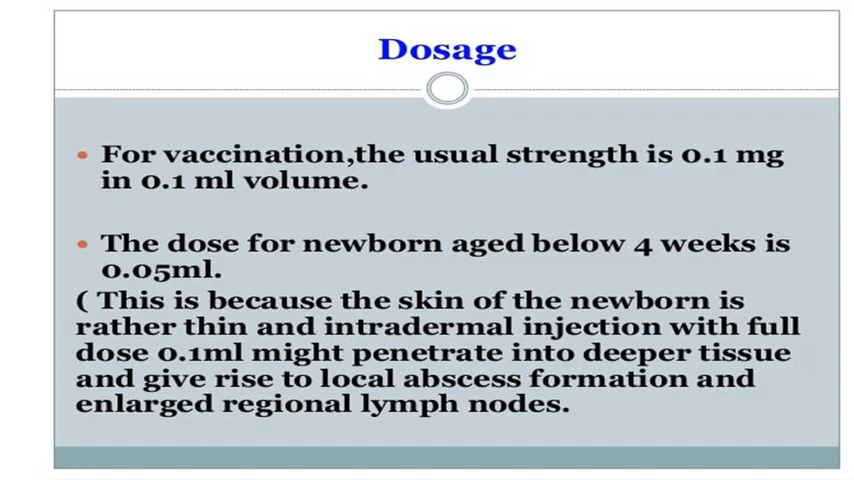 Dosage
• For vaccination,the usual strength is 0.1 mg
in 0.1 ml volume.
• The dose for newborn aged below 4 weeks is
0.05ml.
( This is because the skin of the newborn is
rather thin and intradermal injection with full
dose 0.1ml might penetrate into deeper tissue
and give rise to local abscess formation and
enlarged regional lymph nodes.